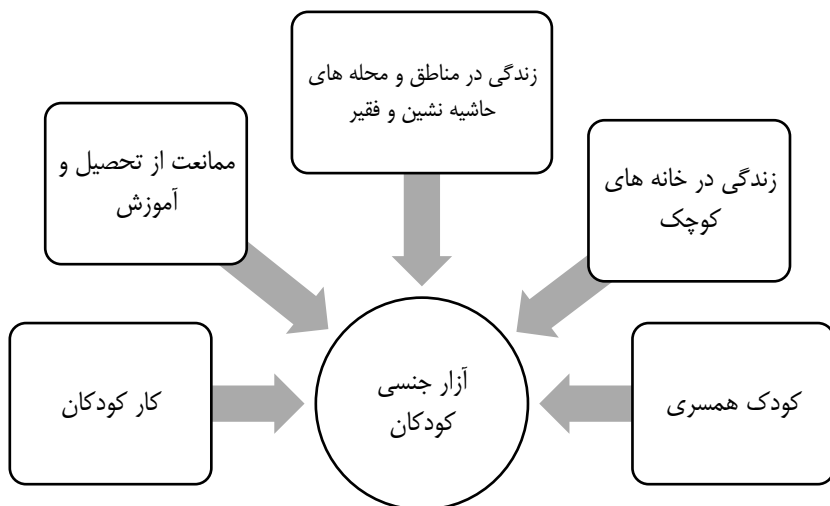 زندگی در مناطق و محله های
حاشیه نشین و فقیر
زندگی در خانه های
کوچک
ممانعت از تحصیل و
آموزش
کودک همسری
آزار جنسی
کودکان
کار کودکان